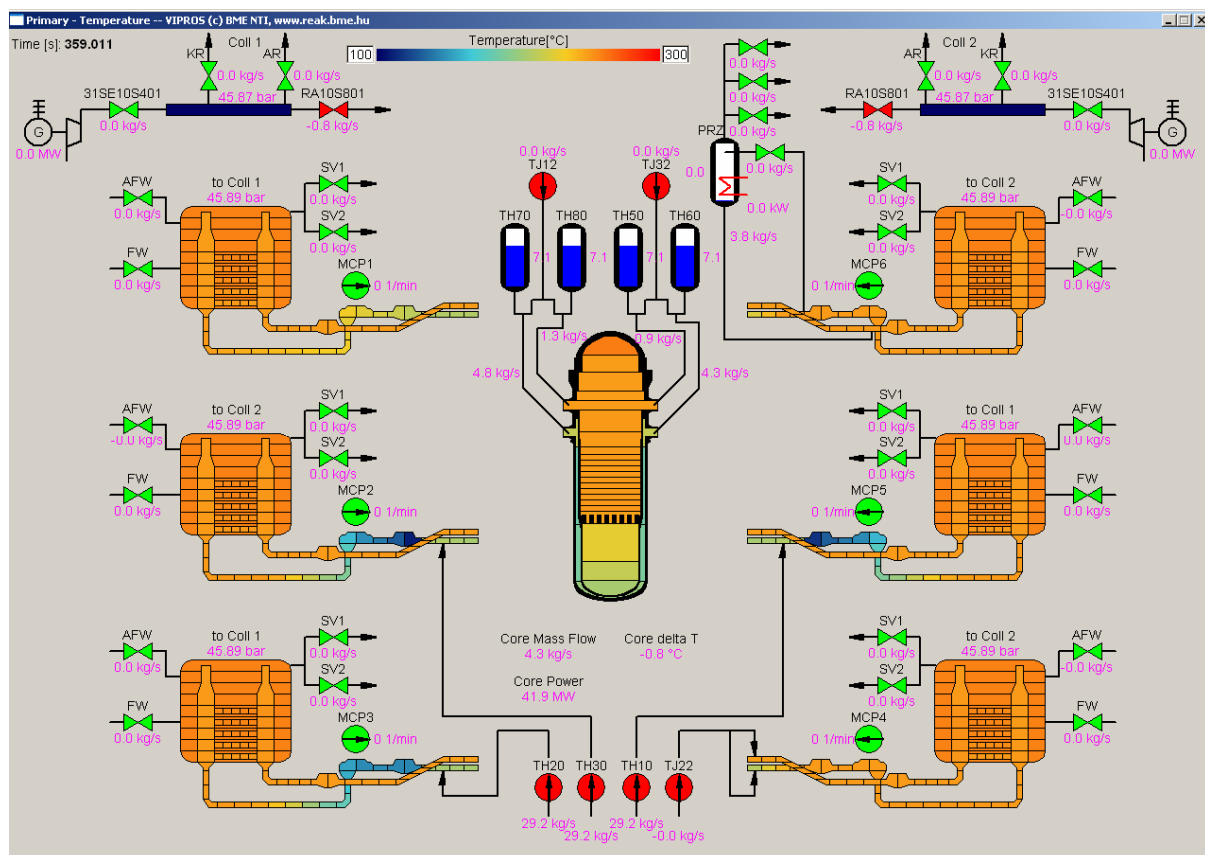 Primary - Temperature -- VIPROS (c) BME NTI, www.reak.bme.hu
Time [s]: 359.011
Coll 1
Temperature[°C]
100
300
Coll 2
KR
AR
AR
KR
0.0 kg/s
0.0 kg/s
0.0 kg/s
0.0 kg/s
0.0 kg/s
0.0 kg/s
0.0 kg/s
31SE10S401
45.87 bar
RA10S801
RA10S801
45.87 bar
31SE10S401
0.0 kg/s
-0.8 kg/s
-0.8 kg/s
0.0 kg/s
G
0.0 MW
G
0.0 MW
PRZ
0.0
0.0 kg/s
0.0 kW
3.8 kg/s
0.0 kg/s
TJ12
0.0 kg/s
TJ32
AFW
0.0 kg/s
to Coll 1
45.89 bar
SV1
0.0 kg/s
SV2
0.0 kg/s
FW
0.0 kg/s
MCP1
0 1/min
TH70
TH80
TH50
TH60
7.1
7.1
7.1
7.1
1.3 kg/s
0.9 kg/s
4.8 kg/s
4.3 kg/s
SV1
0.0 kg/s
SV2
0.0 kg/s
to Coll 2
45.89 bar
AFW
-0.0 kg/s
FW
0.0 kg/s
MCP6
0 1/min
AFW
-0.0 kg/s
to Coll 2
45.89 bar
SV1
0.0 kg/s
SV2
0.0 kg/s
FW
0.0 kg/s
MCP2
0 1/min
SV1
0.0 kg/s
SV2
0.0 kg/s
to Coll 1
45.89 bar
AFW
0.0 kg/s
FW
0.0 kg/s
MCP5
0 1/min
AFW
0.0 kg/s
to Coll 1
45.89 bar
SV1
0.0 kg/s
SV2
0.0 kg/s
FW
0.0 kg/s
MCP3
0 1/min
Core Mass Flow
4.3 kg/s
Core delta T
-0.8 °C
Core Power
41.9 MW
SV1
0.0 kg/s
SV2
0.0 kg/s
to Coll 2
45.89 bar
AFW
-0.0 kg/s
FW
0.0 kg/s
MCP4
0 1/min
TH20
TH30
TH10
TJ22
29.2 kg/s
29.2 kg/s
29.2 kg/s
-0.0 kg/s